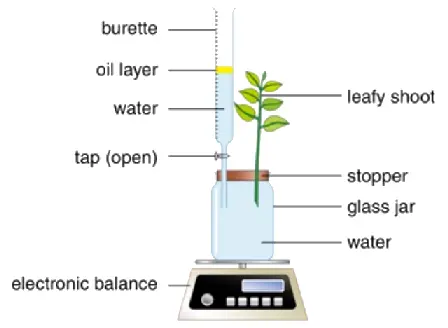 burette
oil layer
water
tap (open)
leafy shoot
stopper
glass jar
water
electronic balance